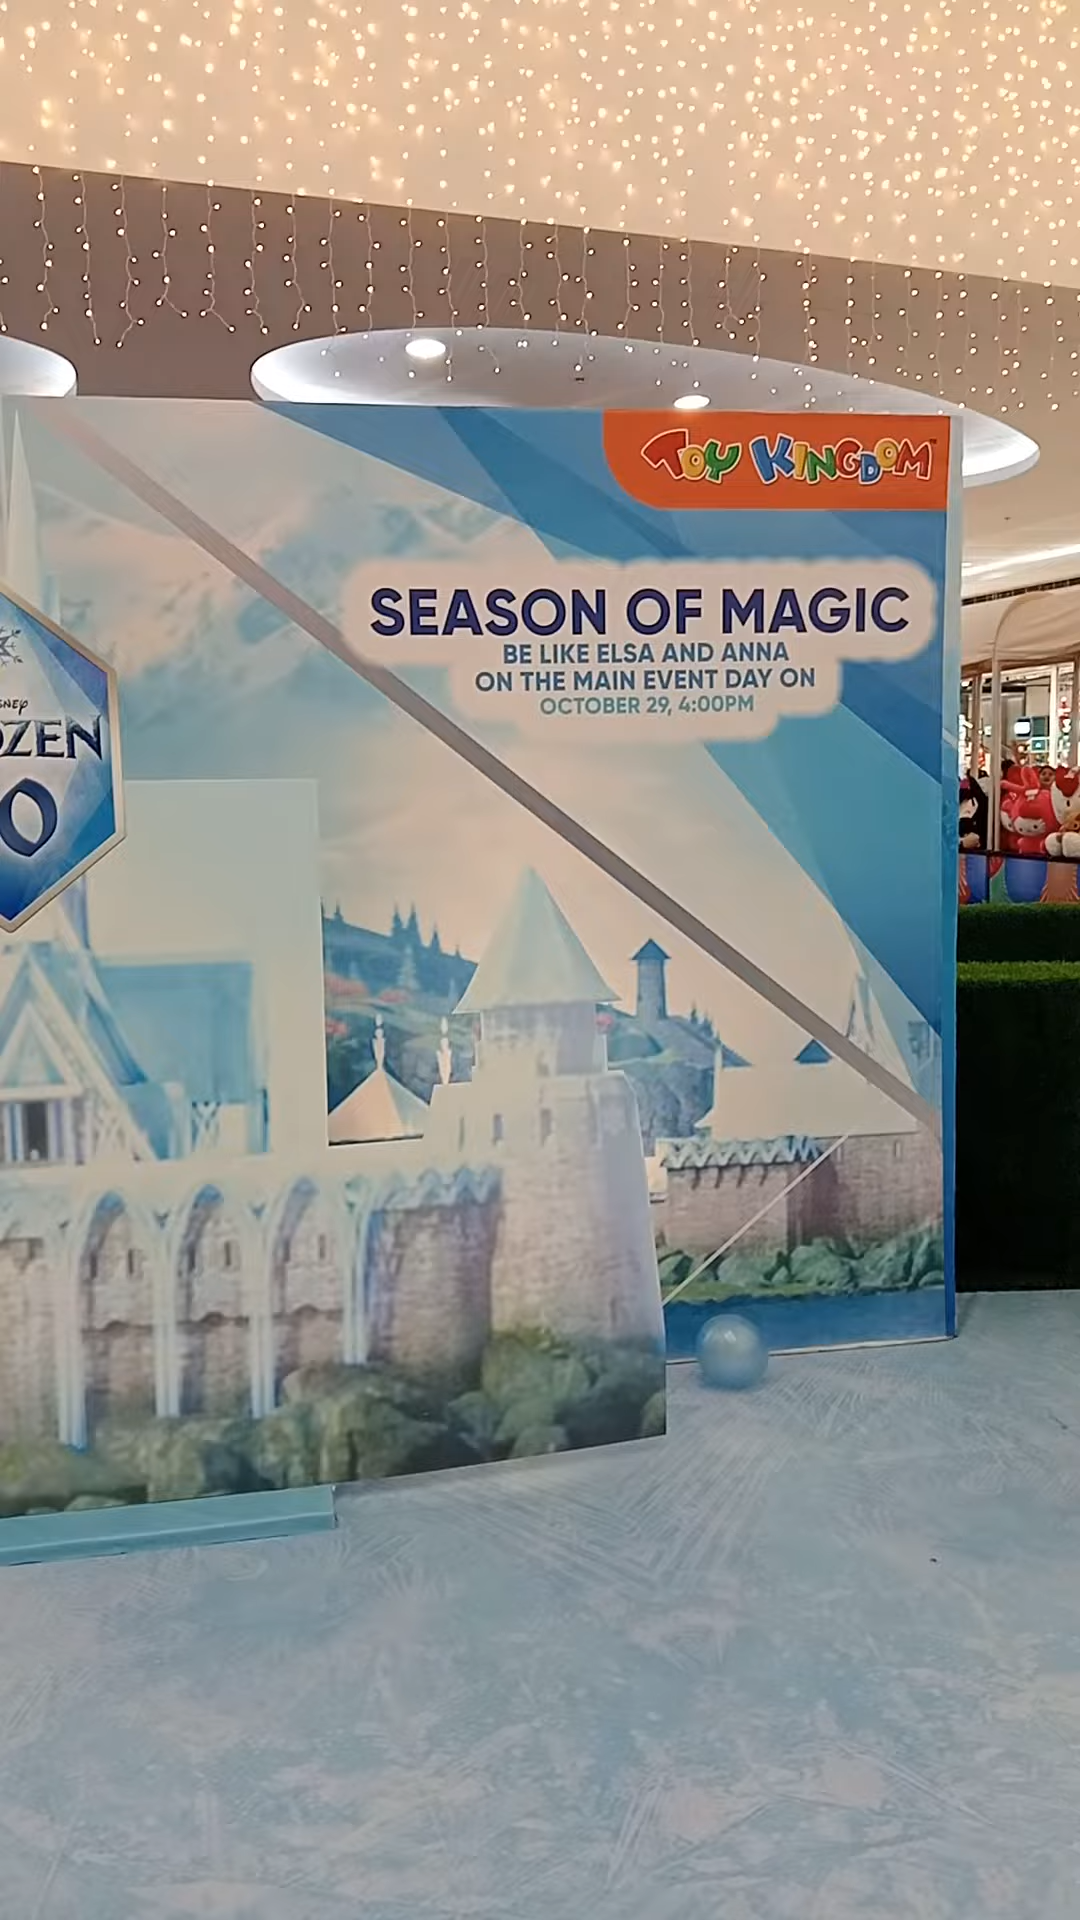 TOY KINGDOM
SEASON OF MAGIC
BE LIKE ELSA AND ANNA
ON THE MAIN EVENT DAY ON
OCTOBER 29, 4:00PM